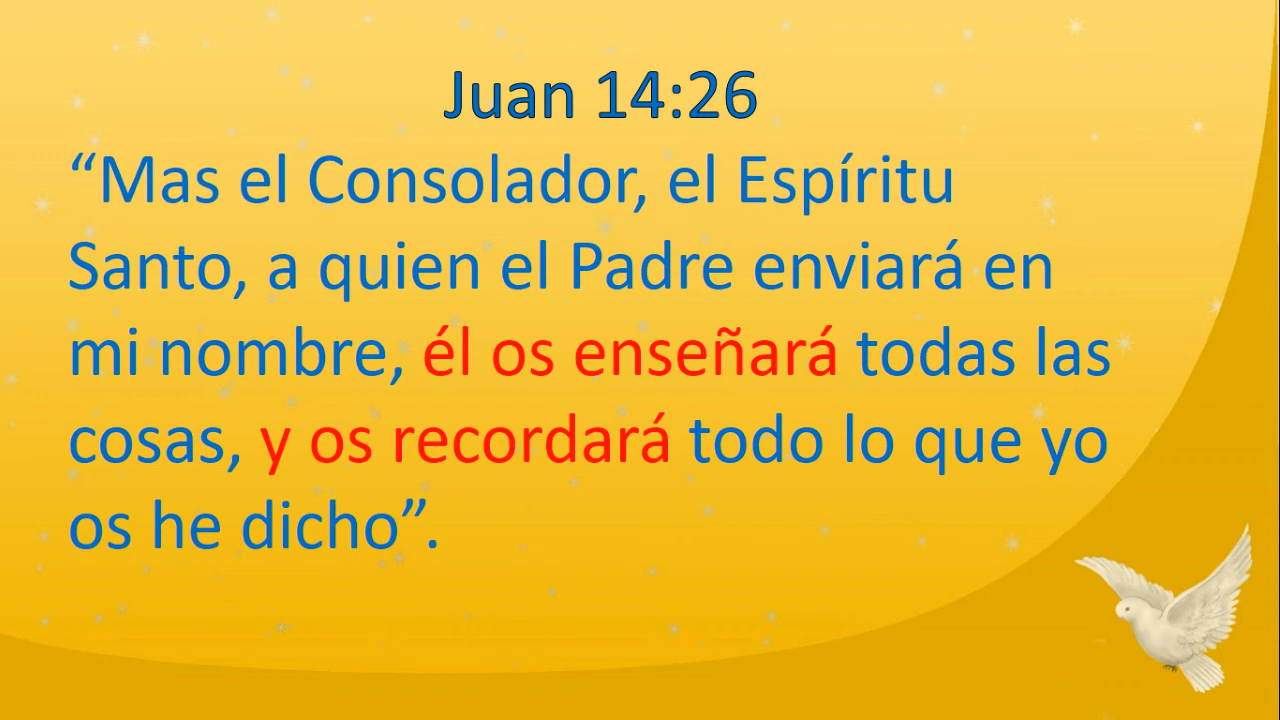 Juan 14:26
“Mas el Consolador, el Espíritu
Santo, a quien el Padre enviará en
mi nombre, él os enseñará todas las
cosas, y os recordará todo lo que yo
os he dicho”.